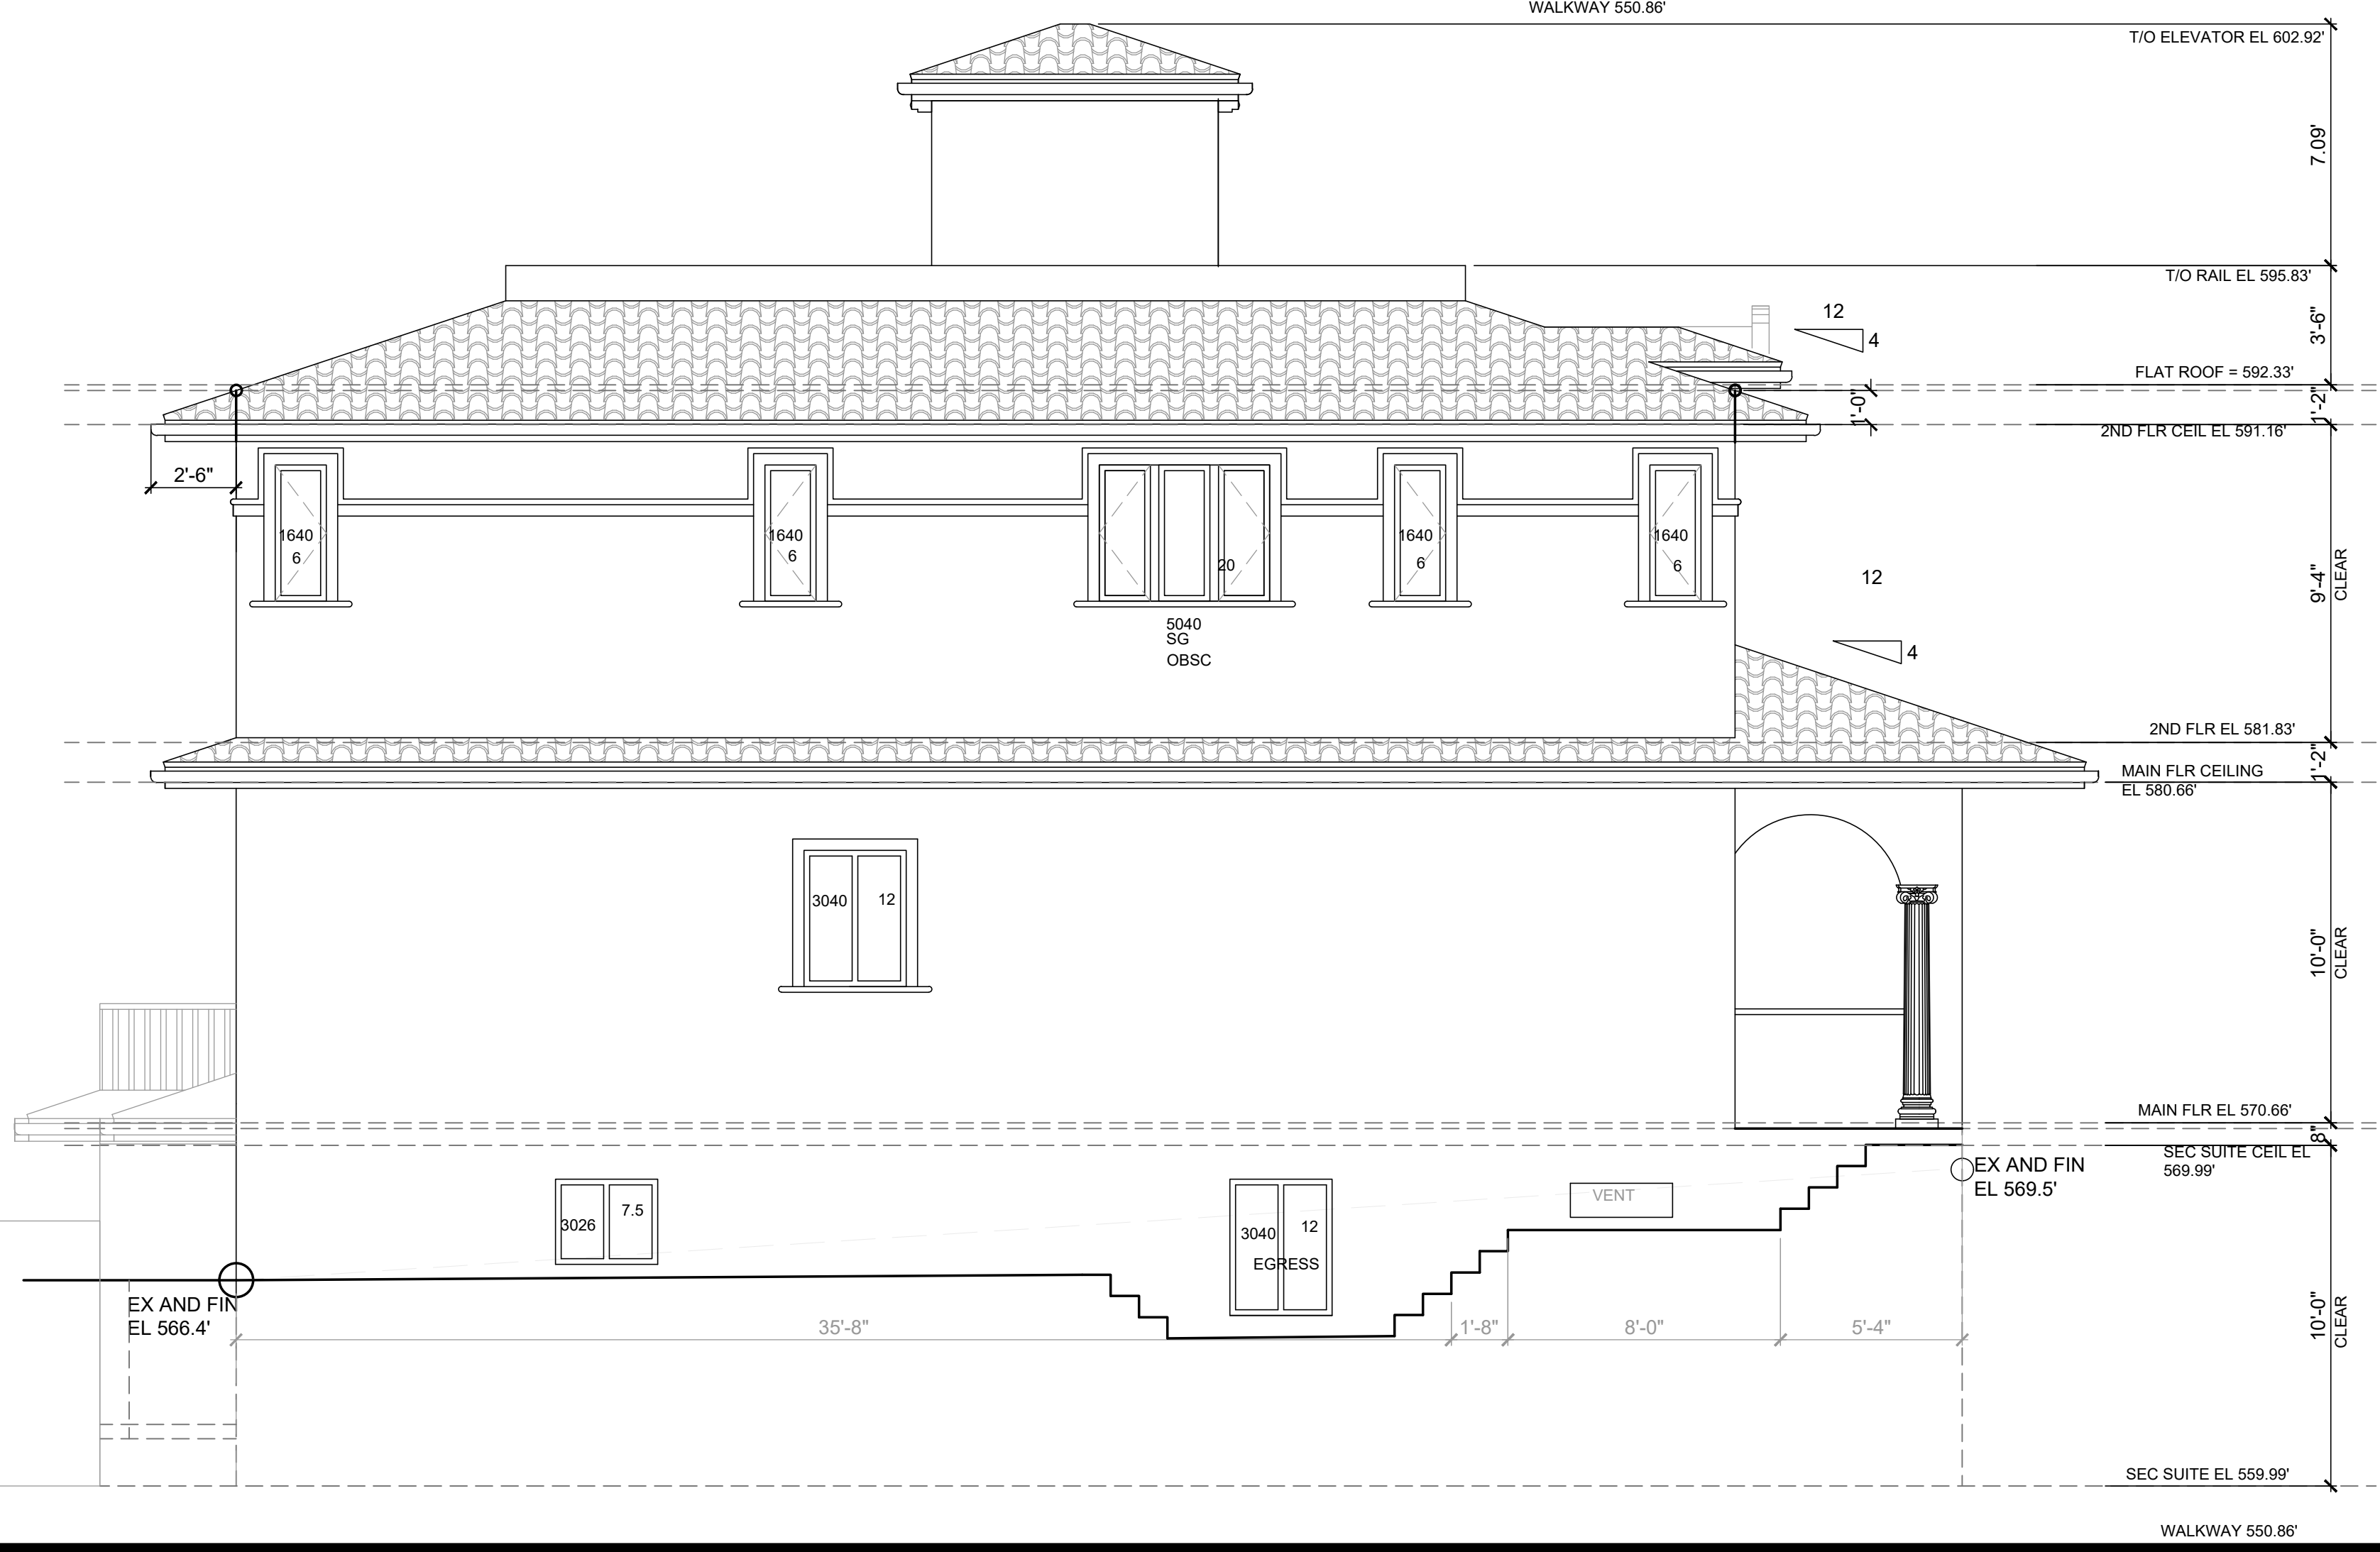 WALKWAY 550.86'
T/O ELEVATOR EL 602.92'
7.09'
T/O RAIL EL 595.83'
12
4
3'-6"
FLAT ROOF = 592.33'
1'-0"
1'-2"
2ND FLR CEIL EL 591.16'
2'-6"
1640
6
1640
6
20
1640
6
1640
6
5040
SG
OBSC
12
4
9'-4"
CLEAR
2ND FLR EL 581.83'
1'-2"
MAIN FLR CEILING
EL 580.66'
3040
12
10'-0"
CLEAR
MAIN FLR EL 570.66'
8"
SEC SUITE CEIL EL
569.99'
EX AND FIN
EL 569.5'
VENT
3026
7.5
3040
12
EGRESS
EX AND FIN
EL 566.4'
35'-8"
1'-8"
8'-0"
5'-4"
10'-0"
CLEAR
SEC SUITE EL 559.99'
WALKWAY 550.86'